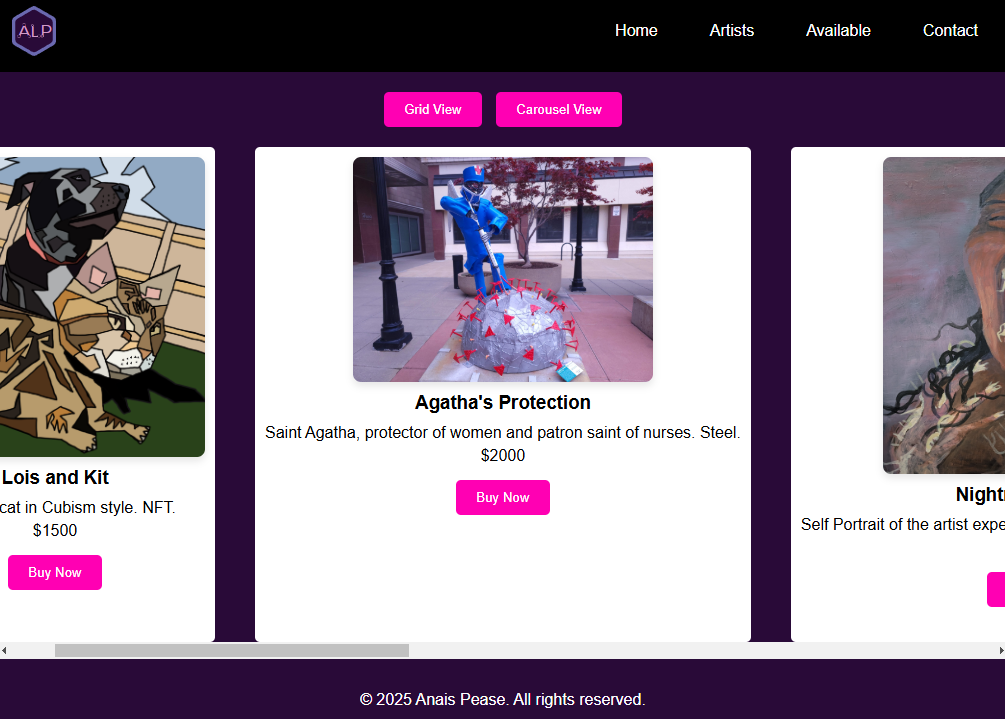 ALP
Home Artists Available Contact
Grid View Carousel View
Lois and Kit
cat in Cubism style. NFT.
$1500
Buy Now
Agatha's Protection
Saint Agatha, protector of women and patron saint of nurses. Steel.
$2000
Buy Now
Self Portrait of the artist
© 2025 Anais Pease. All rights reserved.